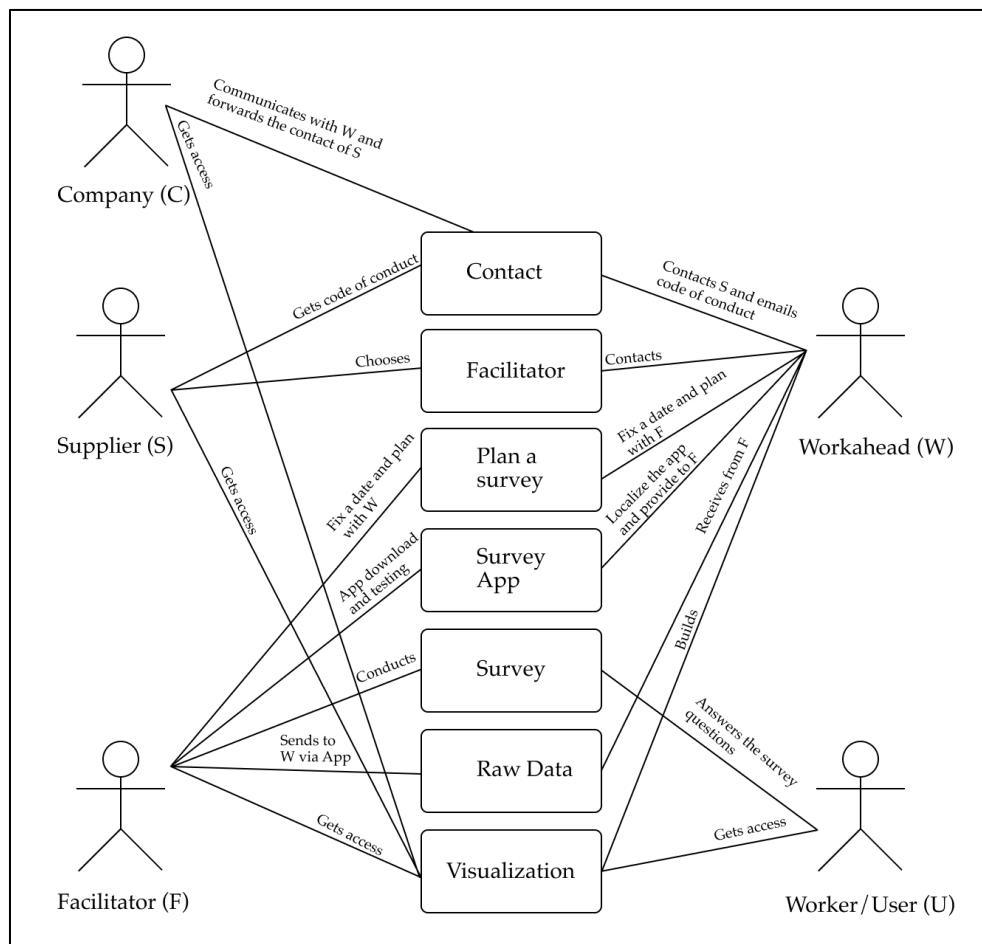 Communicates with W and
forwards the contact of S
Gets access
Company (C)
Contact
Gets code of conduct
Contacts S and emails
code of conduct
Chooses
Facilitator
Contacts
Supplier (S)
Workahead (W)
Fix a date and plan
with W
Plan a
survey
Fix a date and plan
with F
Gets access
Localize the app
and provide to F
Receives from F
App download
and testing
Survey
App
Builds
Conducts
Survey
Answers the survey
questions
Sends to
W via App
Raw Data
Gets access
Visualization
Gets access
Facilitator (F)
Worker/User (U)